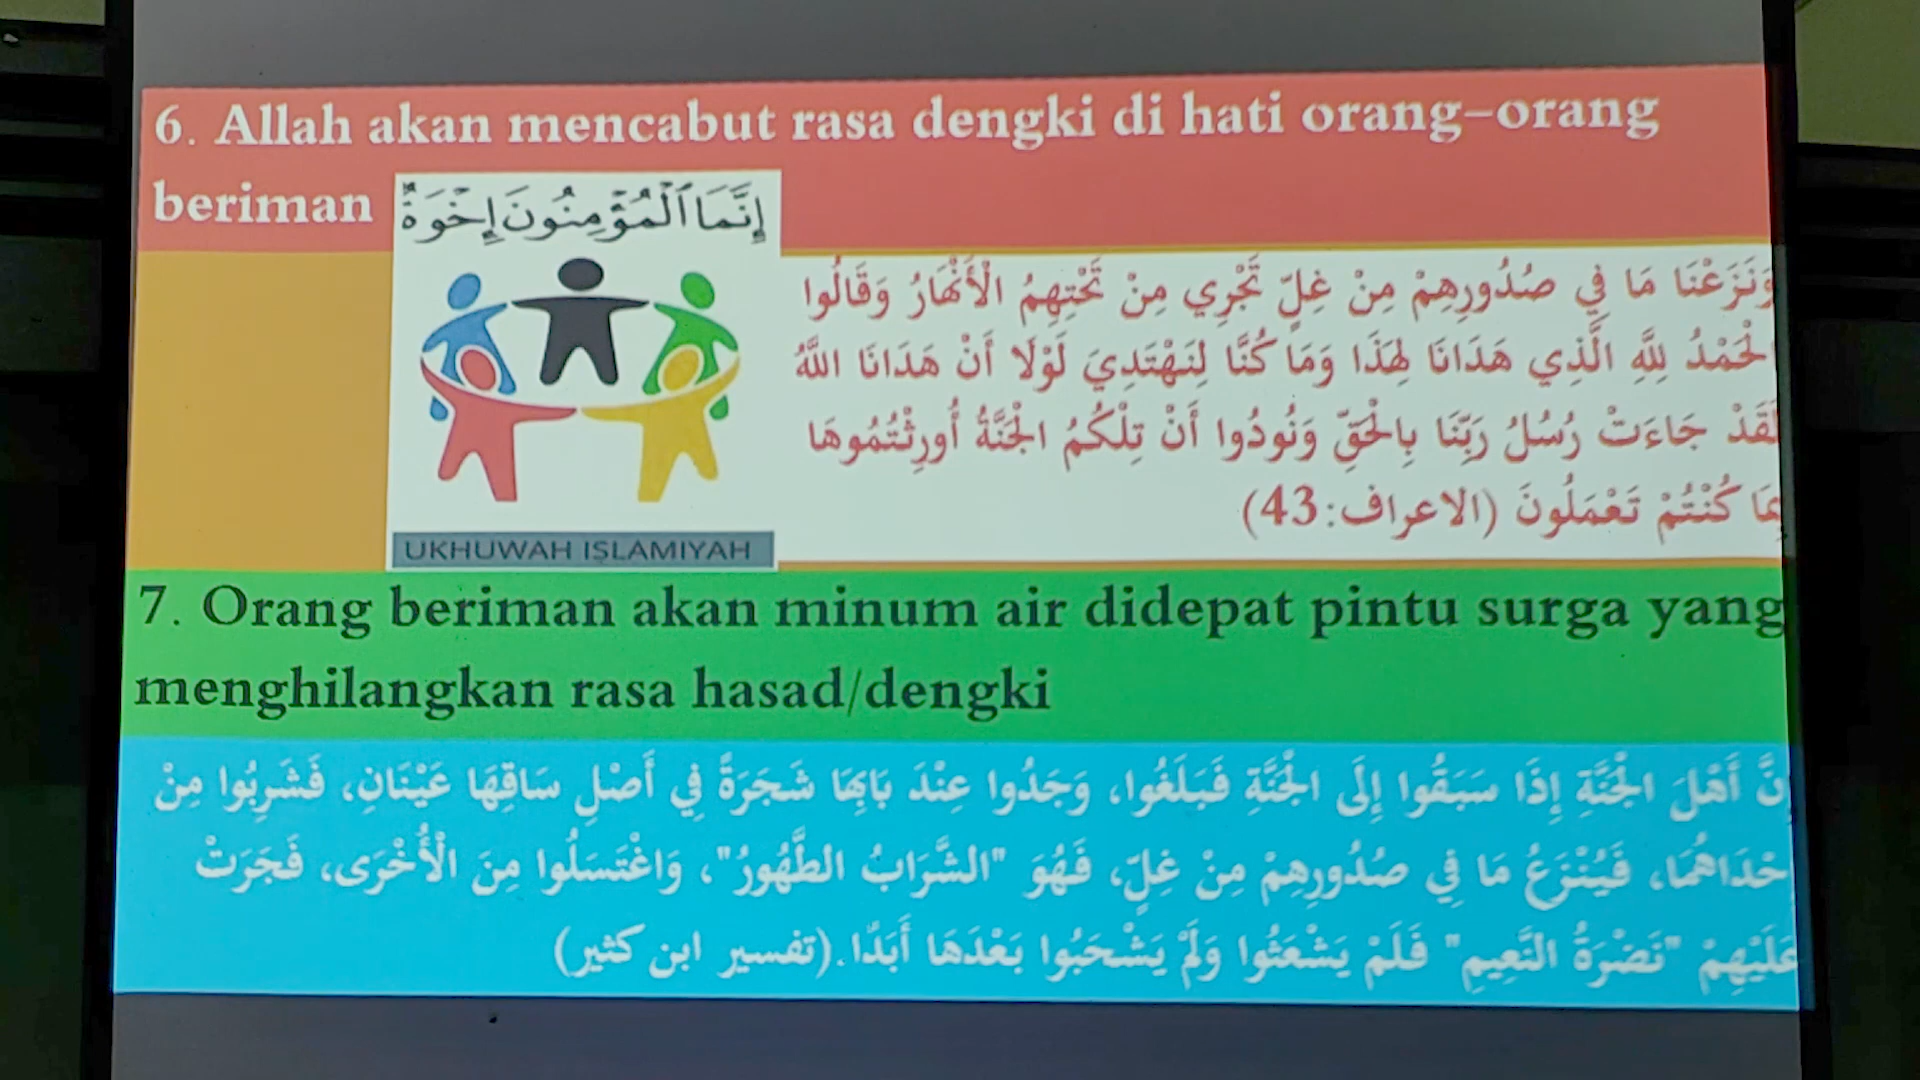 6. Allah akan mencabut rasa dengki di hati orang-orang
beriman
إِنَّمَا الْمُؤْمِنُونَ إِخْوَةٌ
UKHUWAH ISLAMIYAH
وَنَزَعْنَا مَا فِي صُدُورِهِمْ مِنْ غِلٍّ تَجْرِي مِنْ تَحْتِهِمُ الْأَنْهَارُ وَقَالُوا
الْحَمْدُ لِلَّهِ الَّذِي هَدَانَا لِهَذَا وَمَا كُنَّا لِنَهْتَدِيَ لَوْلَا أَنْ هَدَانَا اللَّهُ
لَقَدْ جَاءَتْ رُسُلُ رَبِّنَا بِالْحَقِّ وَنُودُوا أَنْ تِلْكُمُ الْجَنَّةُ أُورِثْتُمُوهَا
بِمَا كُنْتُمْ تَعْمَلُونَ (الاعراف:43)
7. Orang beriman akan minum air didepat pintu surga yang
menghilangkan rasa hasad/dengki
إِنَّ أَهْلَ الْجَنَّةِ إِذَا سَبَقُوا إِلَى الْجَنَّةِ فَبَلَغُوا، وَجَدُوا عِنْدَ بَابِهَا شَجَرَةً فِي أَصْلِ سَاقِهَا عَيْنَانِ، فَشَرِبُوا مِنْ
إِحْدَاهُمَا، فَيُنْزَعُ مَا فِي صُدُورِهِمْ مِنْ غِلٍّ، فَهُوَ "الشَّرَابُ الطَّهُورُ"، وَاغْتَسَلُوا مِنَ الْأُخْرَى، فَجَرَتْ
عَلَيْهِمْ "نَضْرَةُ النَّعِيمِ" فَلَمْ يَشْعَثُوا وَلَمْ يَشْحَبُوا بَعْدَهَا أَبَدًا.(تفسير ابن كثير)